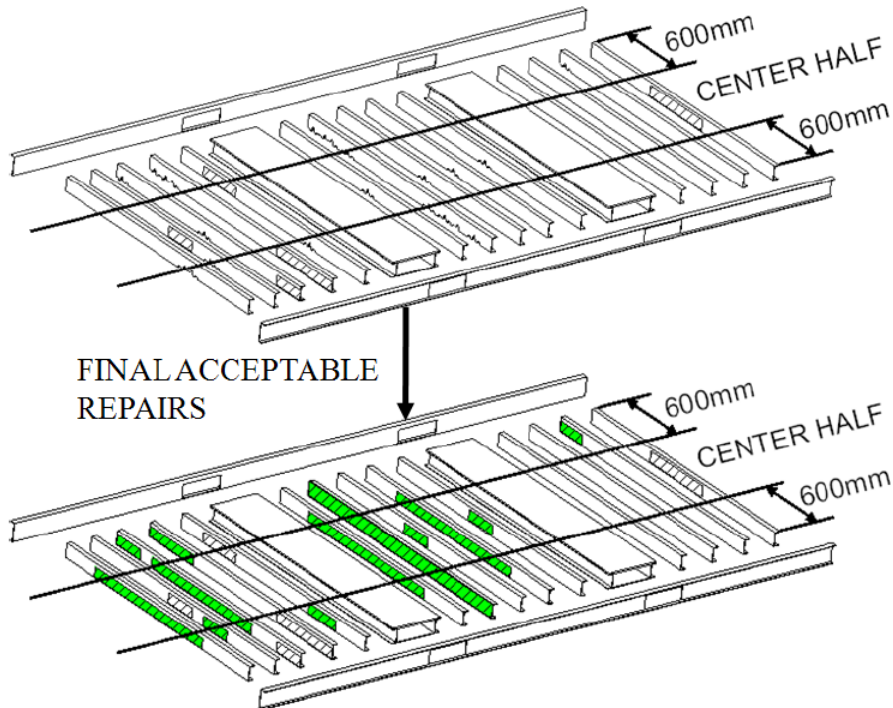 600mm
CENTER HALF
600mm
FINAL ACCEPTABLE
REPAIRS
600mm
CENTER HALF
600mm